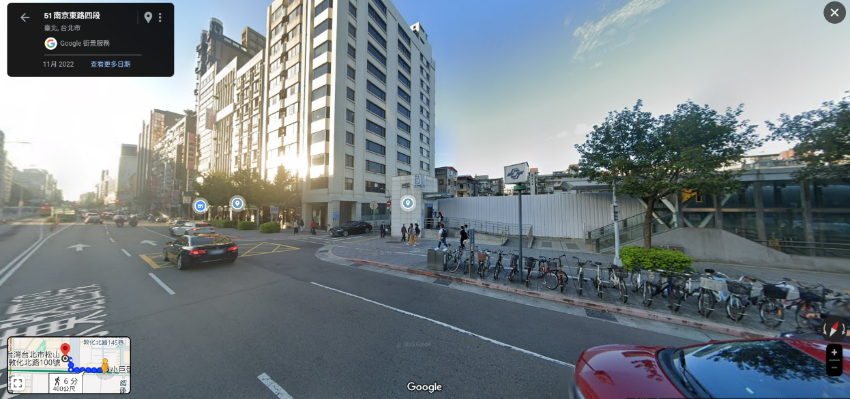 51 南京東路四段
臺北, 台北市
Google 街景服務
11月 2022
查看更多日期
敦化北路145巷
台灣台北市松山
敦化北路100號
小巨蛋
6 分
400公尺
Google